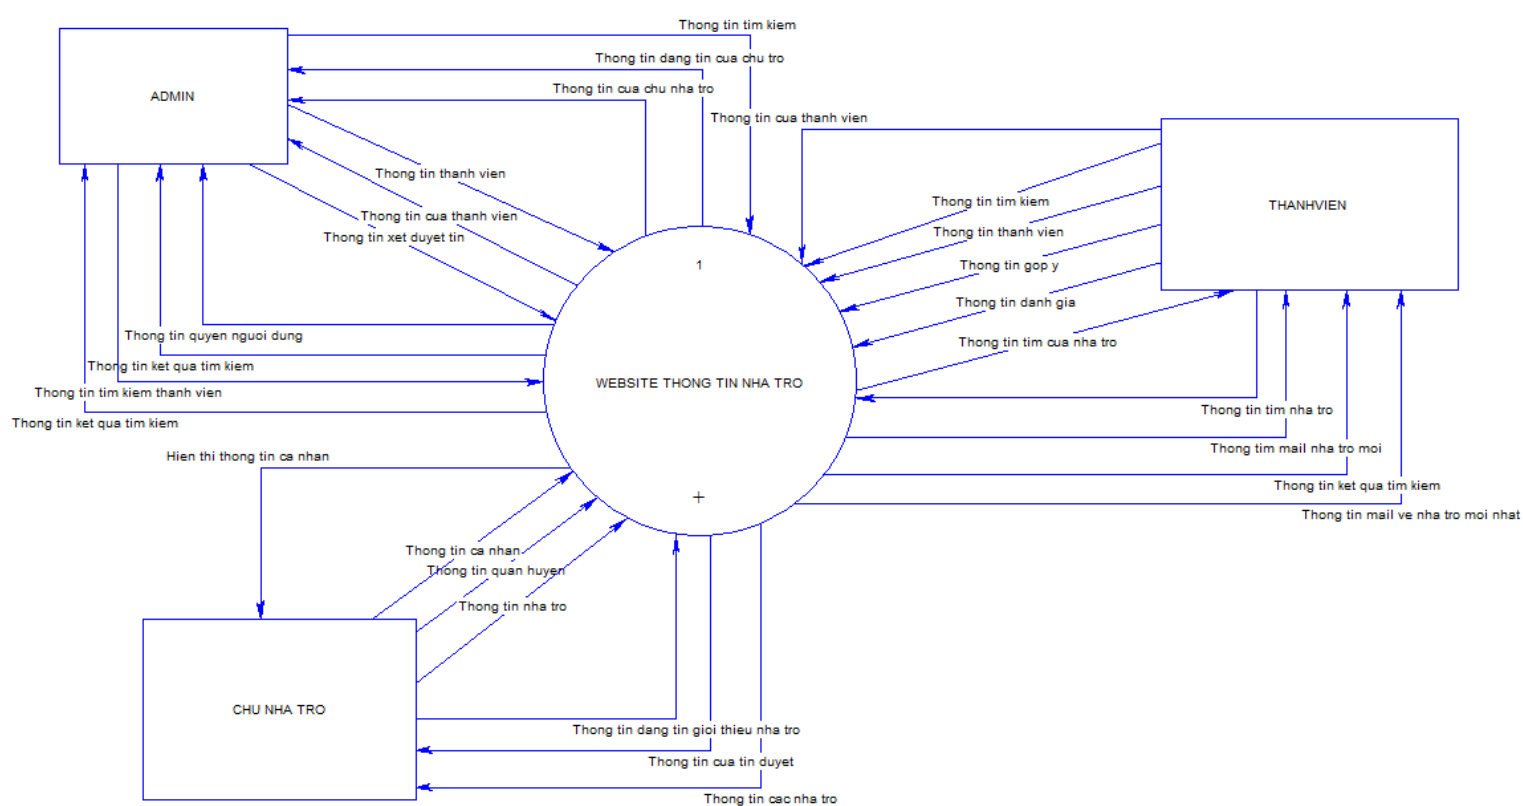 Thong tin tim kiem
Thong tin dang tin cua chu tro
Thong tin cua chu nha tro
ADMIN
Thong tin cua thanh vien
Thong tin thanh vien
Thong tin cua thanh vien
Thong tin xet duyet tin
Thong tin tim kiem
Thong tin thanh vien
Thong tin gop y
Thong tin danh gia
Thong tin tim cua nha tro
THANHVIEN
1
WEBSITE THONG TIN NHA TRO
+
Thong tin quyen nguoi dung
Thong tin ket qua tim kiem
Thong tin tim kiem thanh vien
Thong tin ket qua tim kiem
Thong tin tim nha tro
Thong tim mail nha tro moi
Thong tin ket qua tim kiem
Thong tin mail ve nha tro moi nhat
Hien thi thong tin ca nhan
Thong tin ca nhan
Thong tin quan huyen
Thong tin nha tro
CHU NHA TRO
Thong tin dang tin gioi thieu nha tro
Thong tin cua tin duyet
Thong tin cac nha tro